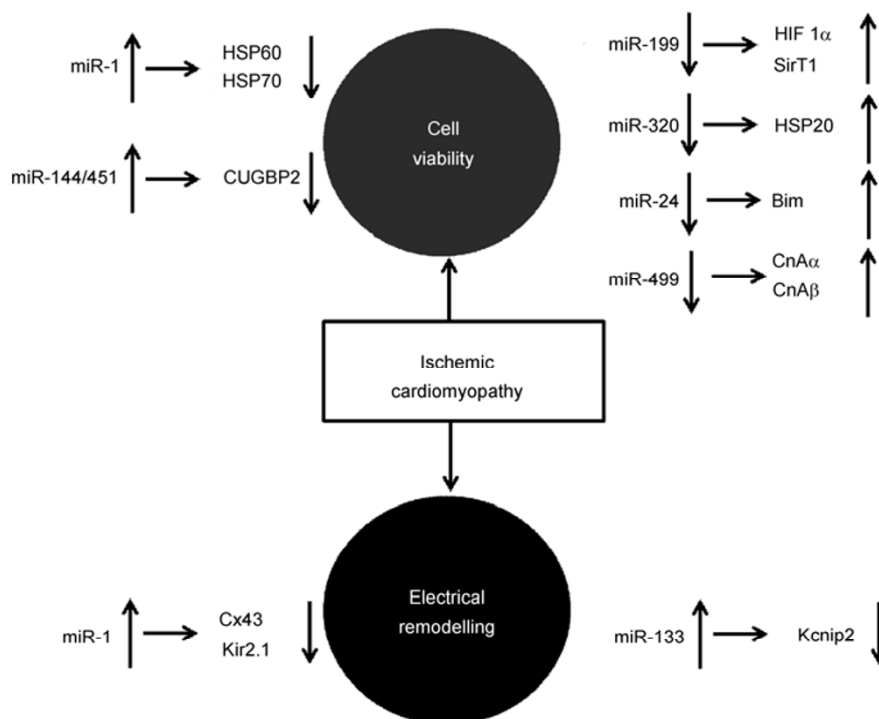 miR-1
HSP60
HSP70
miR-144/451
CUGBP2
Cell
viability
miR-199
HIF 1α
SirT1
miR-320
HSP20
miR-24
Bim
miR-499
CnAα
CnAβ
Ischemic
cardiomyopathy
miR-1
Cx43
Kir2.1
Electrical
remodelling
miR-133
Kcnip2